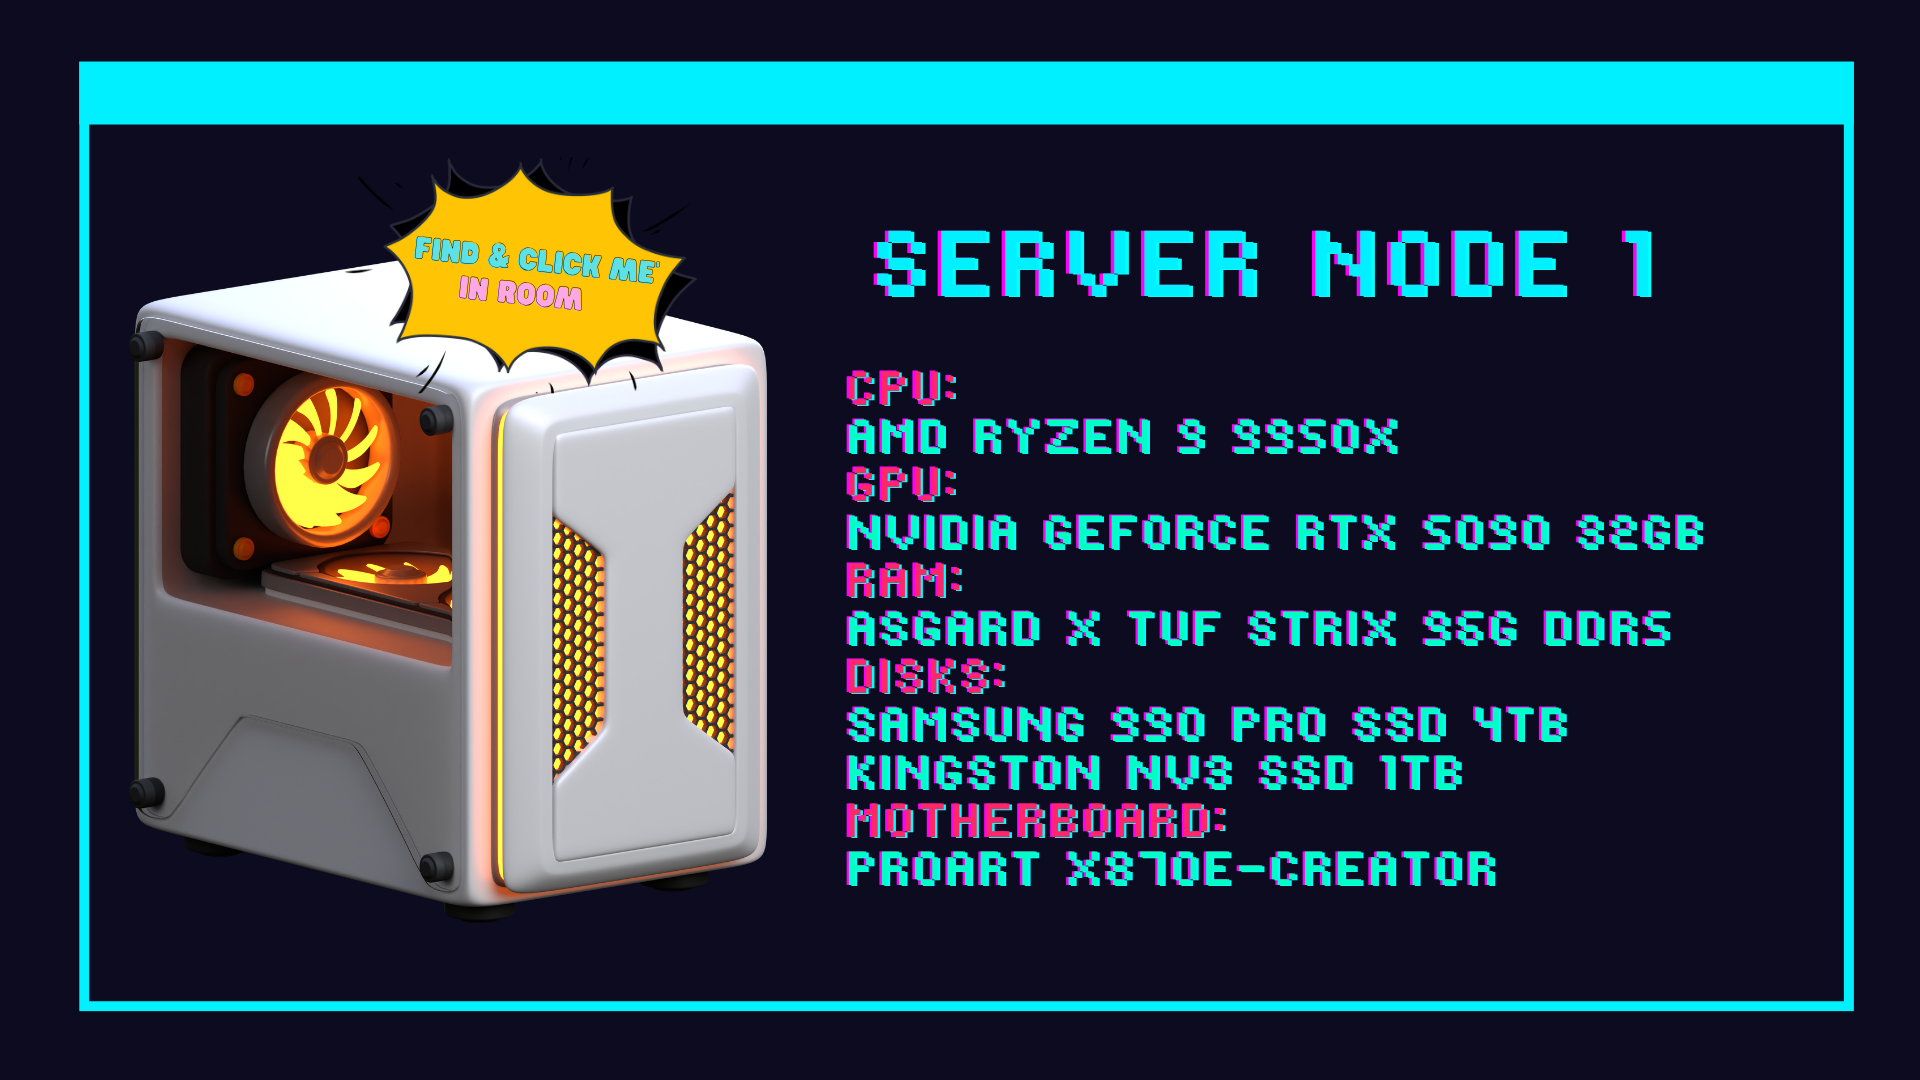 FIND & CLICK ME'
IN ROOM
SERVER NODE 1
CPU:
AMD RYZEN 9 9950X
GPU:
NVIDIA GEFORCE RTX 5090 32GB
RAM:
ASGARD X TUF STRIX 96G DDR5
DISKS:
SAMSUNG 990 PRO SSD 4TB
KINGSTON NV3 SSD 1TB
MOTHERBOARD:
PROART X870E-CREATOR